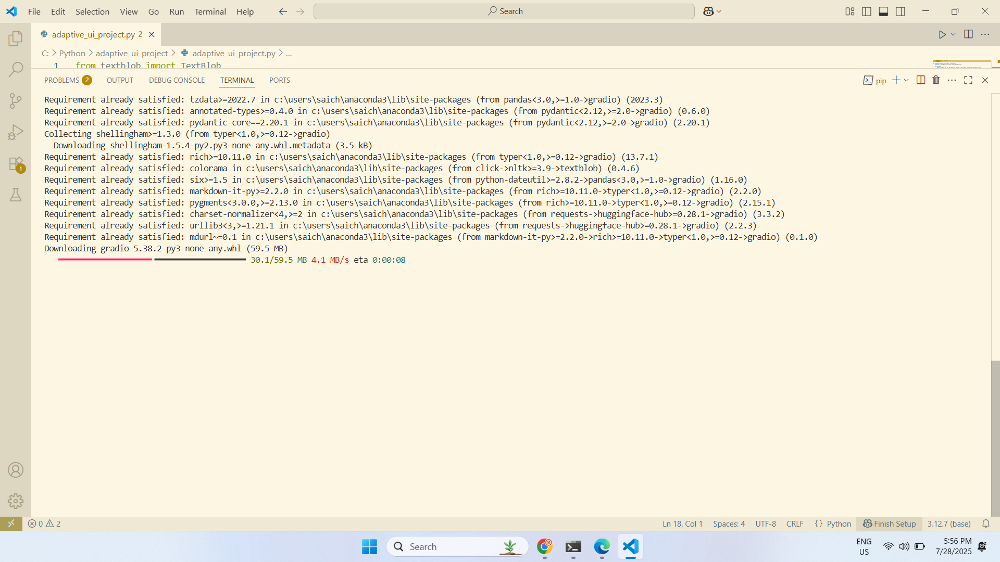 File Edit Selection View Go Run Terminal Help
Search
adaptive_ui_project.py 2
C: > Python > adaptive_ui_project > adaptive_ui_project.py > ...
1 from textblob import TextBlob
PROBLEMS 2 OUTPUT DEBUG CONSOLE TERMINAL PORTS
pip
Requirement already satisfied: tzdata>=2022.7 in c:\users\saich\anaconda3\lib\site-packages (from pandas<3.0,>=1.0->gradio) (2023.3)
Requirement already satisfied: annotated-types>=0.4.0 in c:\users\saich\anaconda3\lib\site-packages (from pydantic<2.12,>=2.0->gradio) (0.6.0)
Requirement already satisfied: pydantic-core==2.20.1 in c:\users\saich\anaconda3\lib\site-packages (from pydantic<2.12,>=2.0->gradio) (2.20.1)
Collecting shellingham>=1.3.0 (from typer<1.0,>=0.12->gradio)
Downloading shellingham-1.5.4-py2.py3-none-any.whl.metadata (3.5 kB)
Requirement already satisfied: rich>=10.11.0 in c:\users\saich\anaconda3\lib\site-packages (from typer<1.0,>=0.12->gradio) (13.7.1)
Requirement already satisfied: colorama in c:\users\saich\anaconda3\lib\site-packages (from click->nltk>=3.9->textblob) (0.4.6)
Requirement already satisfied: six>=1.5 in c:\users\saich\anaconda3\lib\site-packages (from python-dateutil>=2.8.2->pandas<3.0,>=1.0->gradio) (1.16.0)
Requirement already satisfied: markdown-it-py>=2.2.0 in c:\users\saich\anaconda3\lib\site-packages (from rich>=10.11.0->typer<1.0,>=0.12->gradio) (2.2.0)
Requirement already satisfied: pygments<3.0.0,>=2.13.0 in c:\users\saich\anaconda3\lib\site-packages (from rich>=10.11.0->typer<1.0,>=0.12->gradio) (2.15.1)
Requirement already satisfied: charset-normalizer<4,>=2 in c:\users\saich\anaconda3\lib\site-packages (from requests->huggingface-hub>=0.28.1->gradio) (3.3.2)
Requirement already satisfied: urllib3<3,>=1.21.1 in c:\users\saich\anaconda3\lib\site-packages (from requests->huggingface-hub>=0.28.1->gradio) (2.2.3)
Requirement already satisfied: mdurl~=0.1 in c:\users\saich\anaconda3\lib\site-packages (from markdown-it-py>=2.2.0->rich>=10.11.0->typer<1.0,>=0.12->gradio) (0.1.0)
Downloading gradio-5.38.2-py3-none-any.whl (59.5 MB)
30.1/59.5 MB 4.1 MB/s eta 0:00:08
1
0 2 Ln 18, Col 1 Spaces: 4 UTF-8 CRLF {} Python Finish Setup 3.12.7 (base)
Search
ENG
US
5:56 PM
7/28/2025